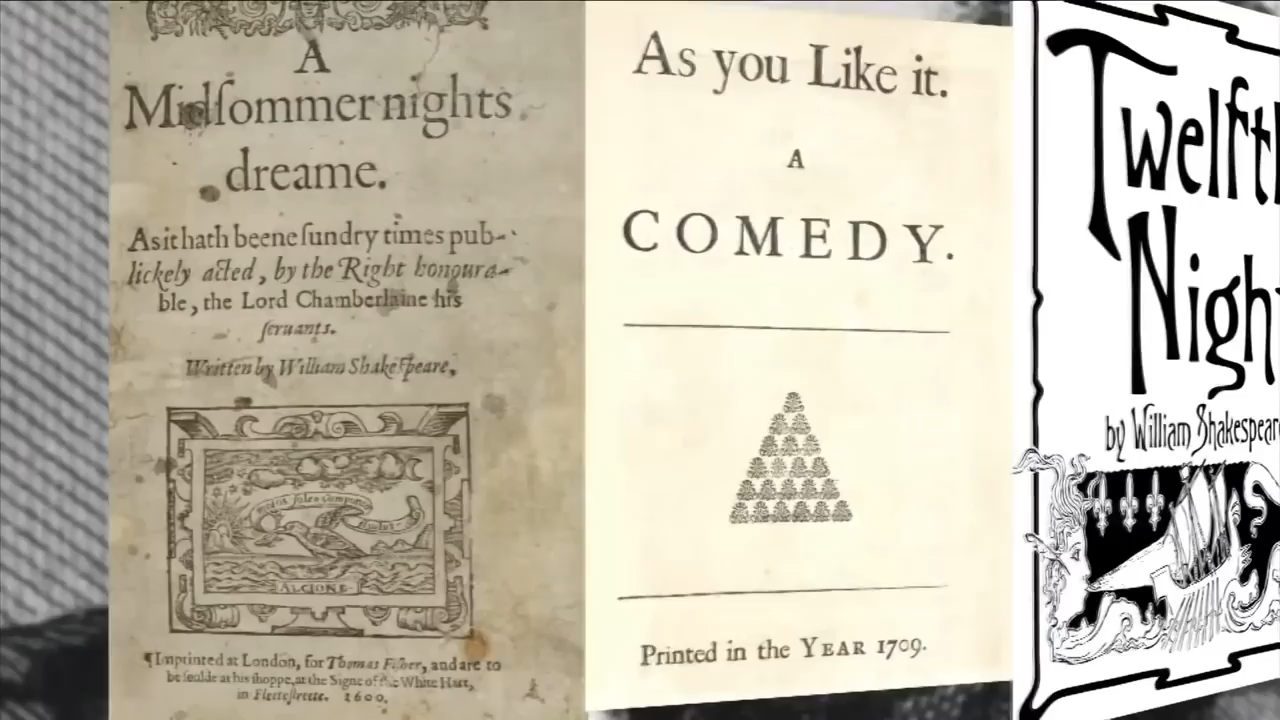 A
Midſommer nights
dreame.
As it hath beene ſundry times pub-
lickely acted, by the Right honoura-
ble, the Lord Chamberlaine his
ſeruants.
Written by William Shakeſpeare.
ALCIONE
Imprinted at London, for Thomas Fiſher, and are to
be ſoulde at his ſhoppe, at the Signe of the White Hart,
in Fleeteſtreete. 1600.
As you Like it.
A
COMEDY.
Printed in the YEAR 1709.
Twelfth
Night
by William Shakespeare